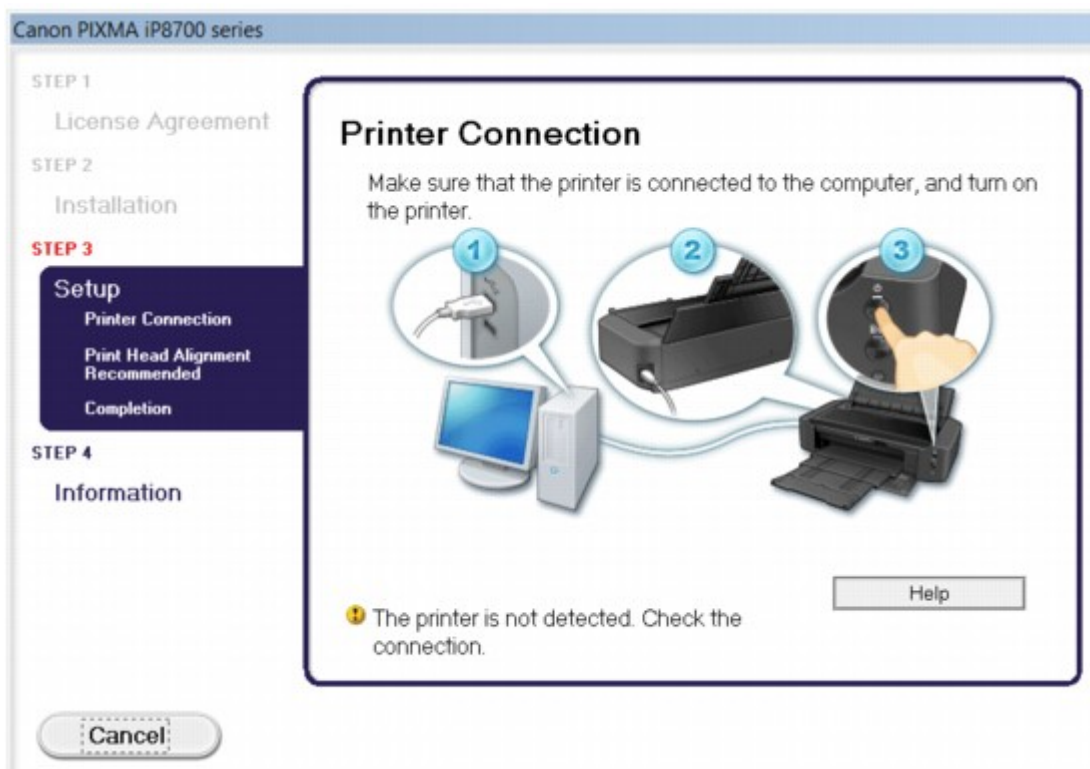 Canon PIXMA iP8700 series
STEP 1
License Agreement
STEP 2
Installation
STEP 3
Setup
Printer Connection
Print Head Alignment
Recommended
Completion
STEP 4
Information
Printer Connection
Make sure that the printer is connected to the computer, and turn on
the printer.
1
2
3
Help
The printer is not detected. Check the
connection.
Cancel